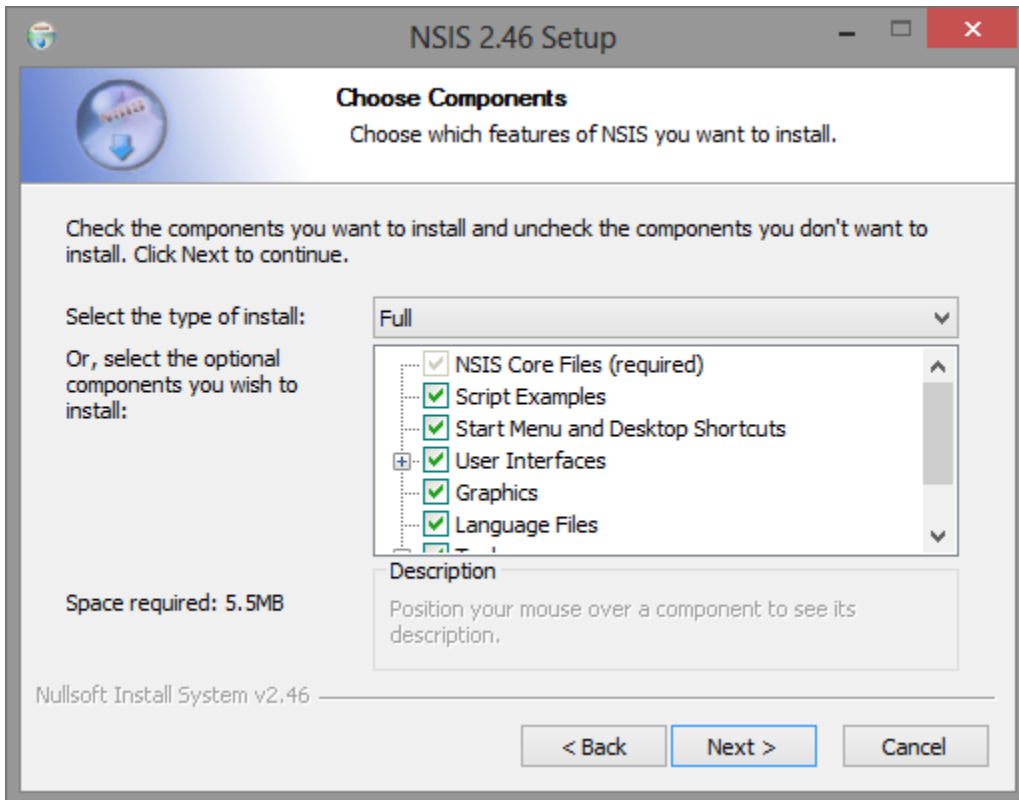 NSIS 2.46 Setup
NSIS
Choose Components
Choose which features of NSIS you want to install.
Check the components you want to install and uncheck the components you don't want to
install. Click Next to continue.
Select the type of install:
Full
Or, select the optional
components you wish to
install:
NSIS Core Files (required)
Script Examples
Start Menu and Desktop Shortcuts
User Interfaces
Graphics
Language Files
Space required: 5.5MB
Description
Position your mouse over a component to see its
description.
Nullsoft Install System v2.46
< Back
Next >
Cancel